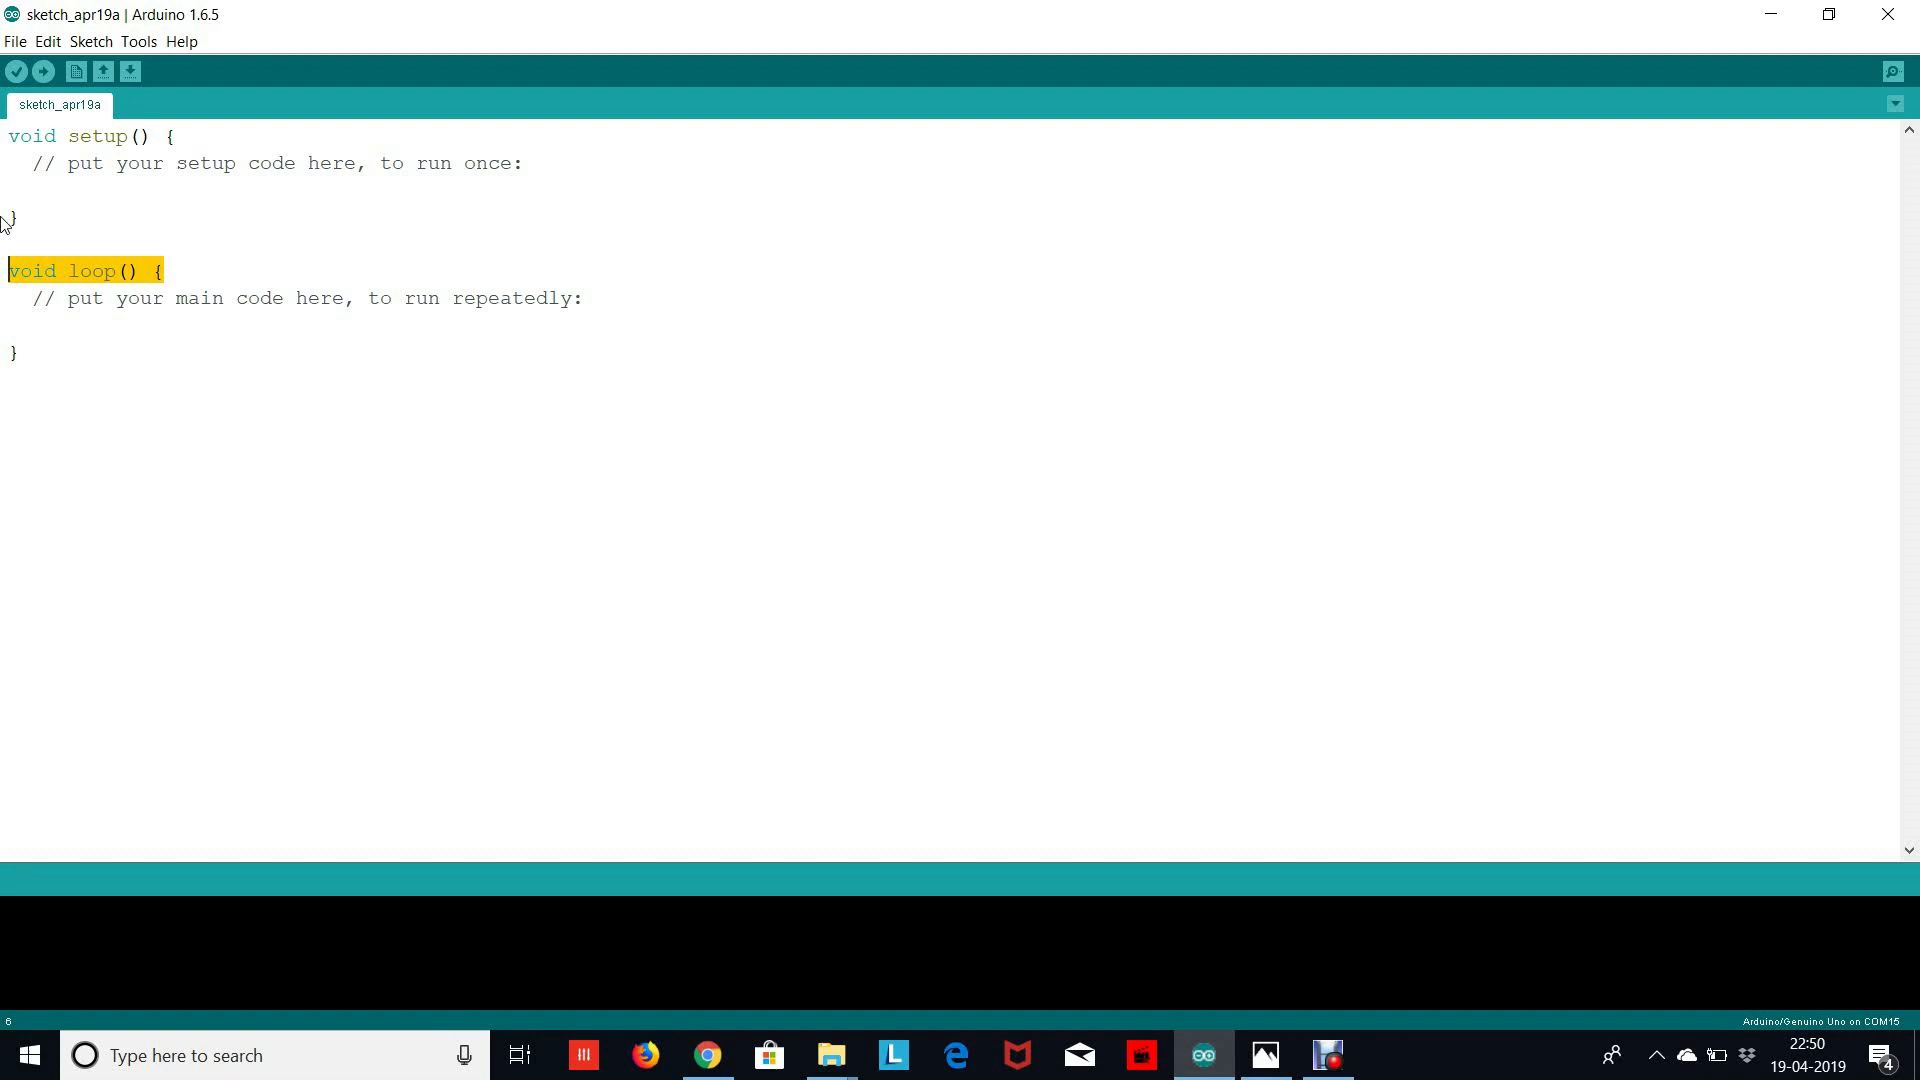 sketch_apr19a | Arduino 1.6.5
File Edit Sketch Tools Help
sketch_apr19a
void setup() {
  // put your setup code here, to run once:
}
void loop() {
  // put your main code here, to run repeatedly:
}
6
Arduino/Genuino Uno on COM15
Type here to search
L
22:50
19-04-2019
4